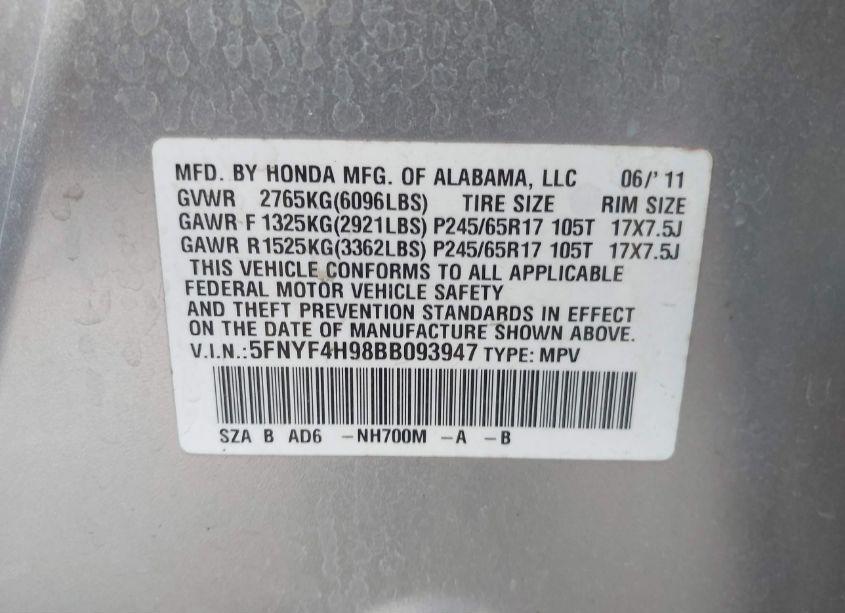 MFD. BY HONDA MFG. OF ALABAMA, LLC 06/'11
GVWR 2765KG(6096LBS) TIRE SIZE RIM SIZE
GAWR F 1325KG(2921LBS) P245/65R17 105T 17X7.5J
GAWR R 1525KG(3362LBS) P245/65R17 105T 17X7.5J
THIS VEHICLE CONFORMS TO ALL APPLICABLE
FEDERAL MOTOR VEHICLE SAFETY
AND THEFT PREVENTION STANDARDS IN EFFECT
ON THE DATE OF MANUFACTURE SHOWN ABOVE.
V.I.N.:5FNYF4H98BB093947 TYPE: MPV
SZA B AD6 -NH700M -A -B